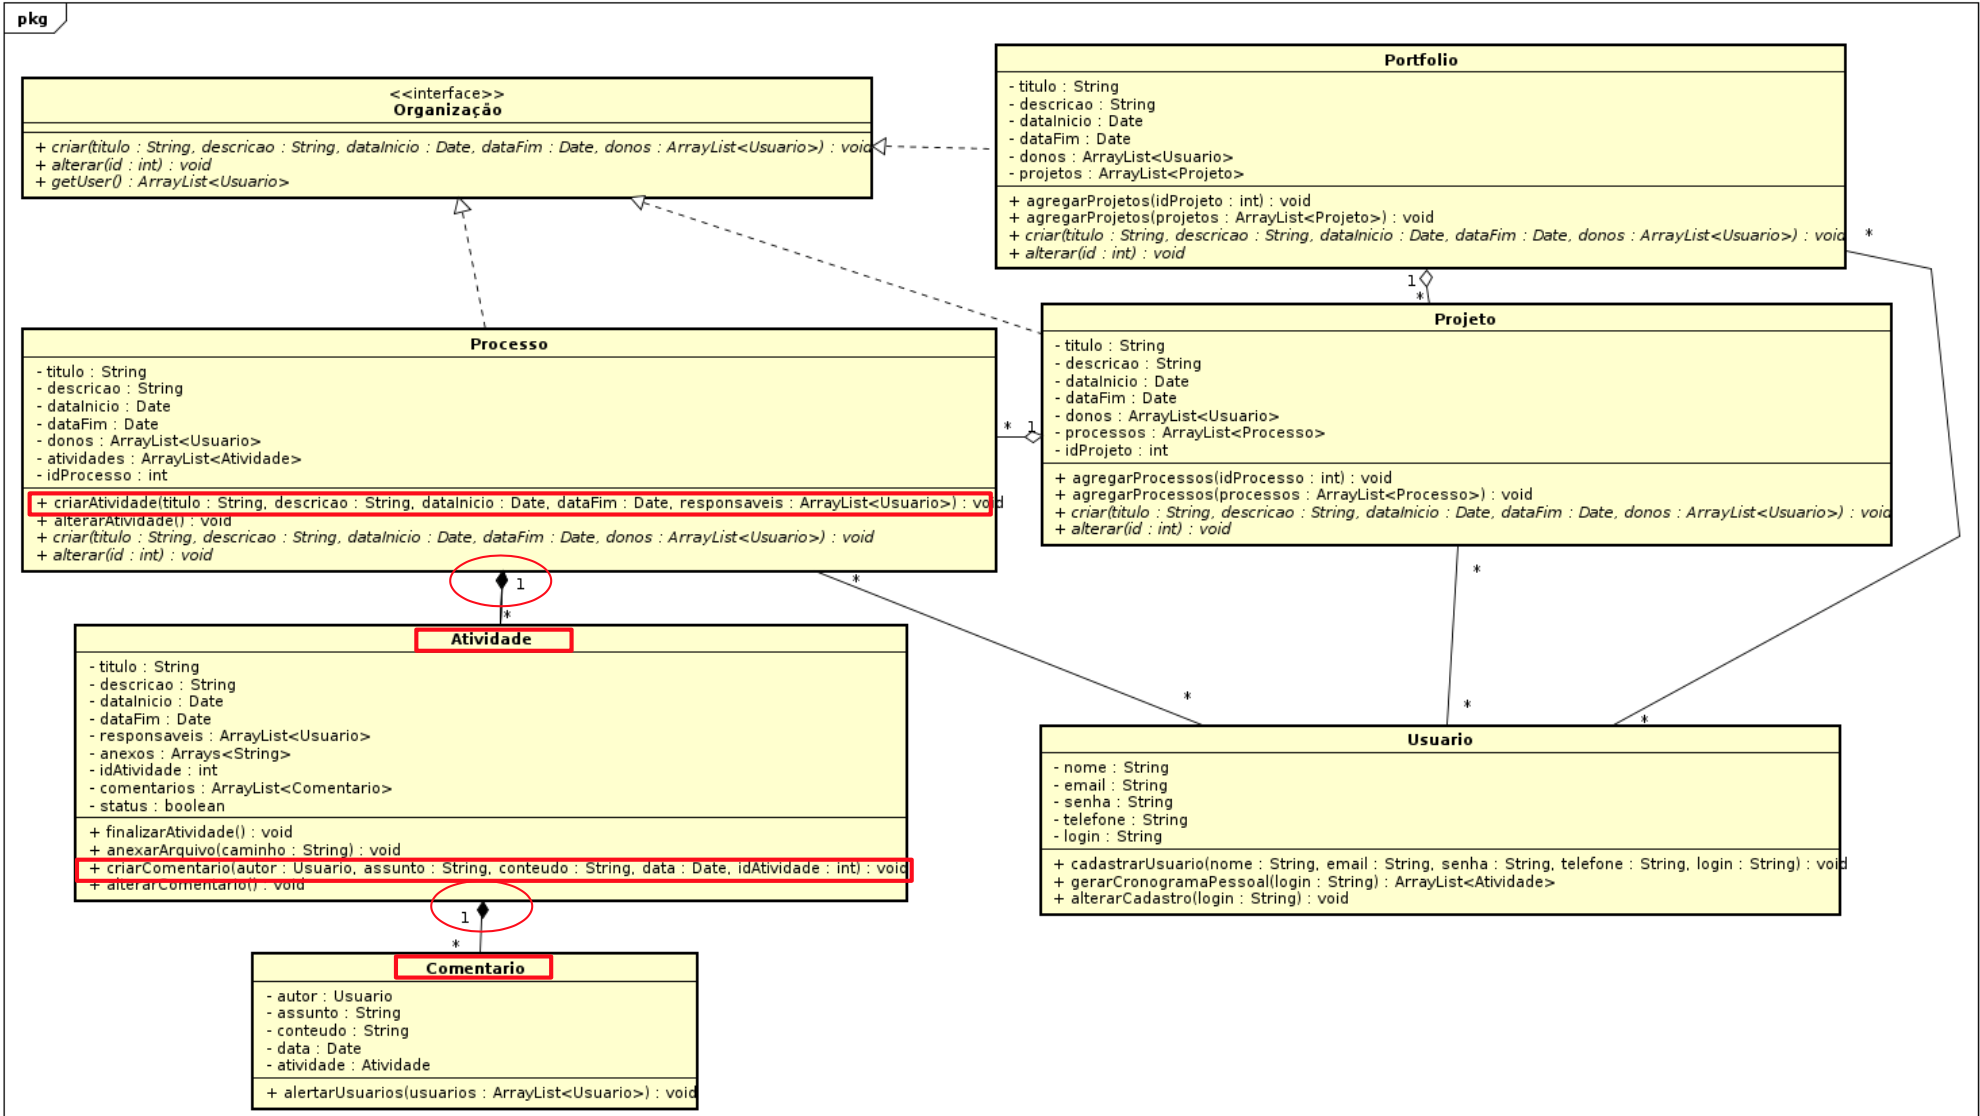 pkg
<<interface>>
Organização
+ criar(titulo : String, descricao : String, dataInicio : Date, dataFim : Date, donos : ArrayList<Usuario>) : void
+ alterar(id : int) : void
+ getUser() : ArrayList<Usuario>
Portfolio
- titulo : String
- descricao : String
- dataInicio : Date
- dataFim : Date
- donos : ArrayList<Usuario>
- projetos : ArrayList<Projeto>
+ agregarProjetos(idProjeto : int) : void
+ agregarProjetos(projetos : ArrayList<Projeto>) : void
+ criar(titulo : String, descricao : String, dataInicio : Date, dataFim : Date, donos : ArrayList<Usuario>) : void
+ alterar(id : int) : void
*
1
*
Processo
- titulo : String
- descricao : String
- dataInicio : Date
- dataFim : Date
- donos : ArrayList<Usuario>
- atividades : ArrayList<Atividade>
- idProcesso : int
+ criarAtividade(titulo : String, descricao : String, dataInicio : Date, dataFim : Date, responsaveis : ArrayList<Usuario>) : void
+ alterarAtividade() : void
+ criar(titulo : String, descricao : String, dataInicio : Date, dataFim : Date, donos : ArrayList<Usuario>) : void
+ alterar(id : int) : void
* 1
Projeto
- titulo : String
- descricao : String
- dataInicio : Date
- dataFim : Date
- donos : ArrayList<Usuario>
- processos : ArrayList<Processo>
- idProjeto : int
+ agregarProcessos(idProcesso : int) : void
+ agregarProcessos(processos : ArrayList<Processo>) : void
+ criar(titulo : String, descricao : String, dataInicio : Date, dataFim : Date, donos : ArrayList<Usuario>) : void
+ alterar(id : int) : void
1
*
*
*
Atividade
- titulo : String
- descricao : String
- dataInicio : Date
- dataFim : Date
- responsaveis : ArrayList<Usuario>
- anexos : Arrays<String>
- idAtividade : int
- comentarios : ArrayList<Comentario>
- status : boolean
+ finalizarAtividade() : void
+ anexarArquivo(caminho : String) : void
+ criarComentario(autor : Usuario, assunto : String, conteudo : String, data : Date, idAtividade : int) : void
+ alterarComentario() : void
*
*
*
Usuario
- nome : String
- email : String
- senha : String
- telefone : String
- login : String
+ cadastrarUsuario(nome : String, email : String, senha : String, telefone : String, login : String) : void
+ gerarCronogramaPessoal(login : String) : ArrayList<Atividade>
+ alterarCadastro(login : String) : void
1
*
Comentario
- autor : Usuario
- assunto : String
- conteudo : String
- data : Date
- atividade : Atividade
+ alertarUsuarios(usuarios : ArrayList<Usuario>) : void